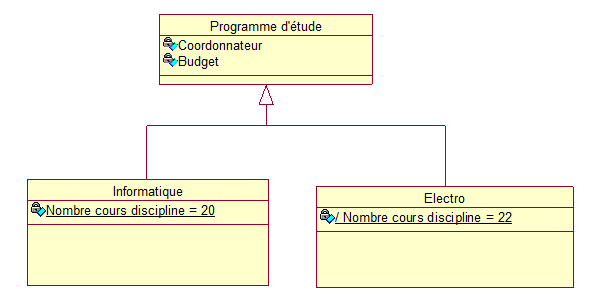 Programme d'étude
Coordonnateur
Budget
Informatique
Nombre cours discipline = 20
Electro
/ Nombre cours discipline = 22